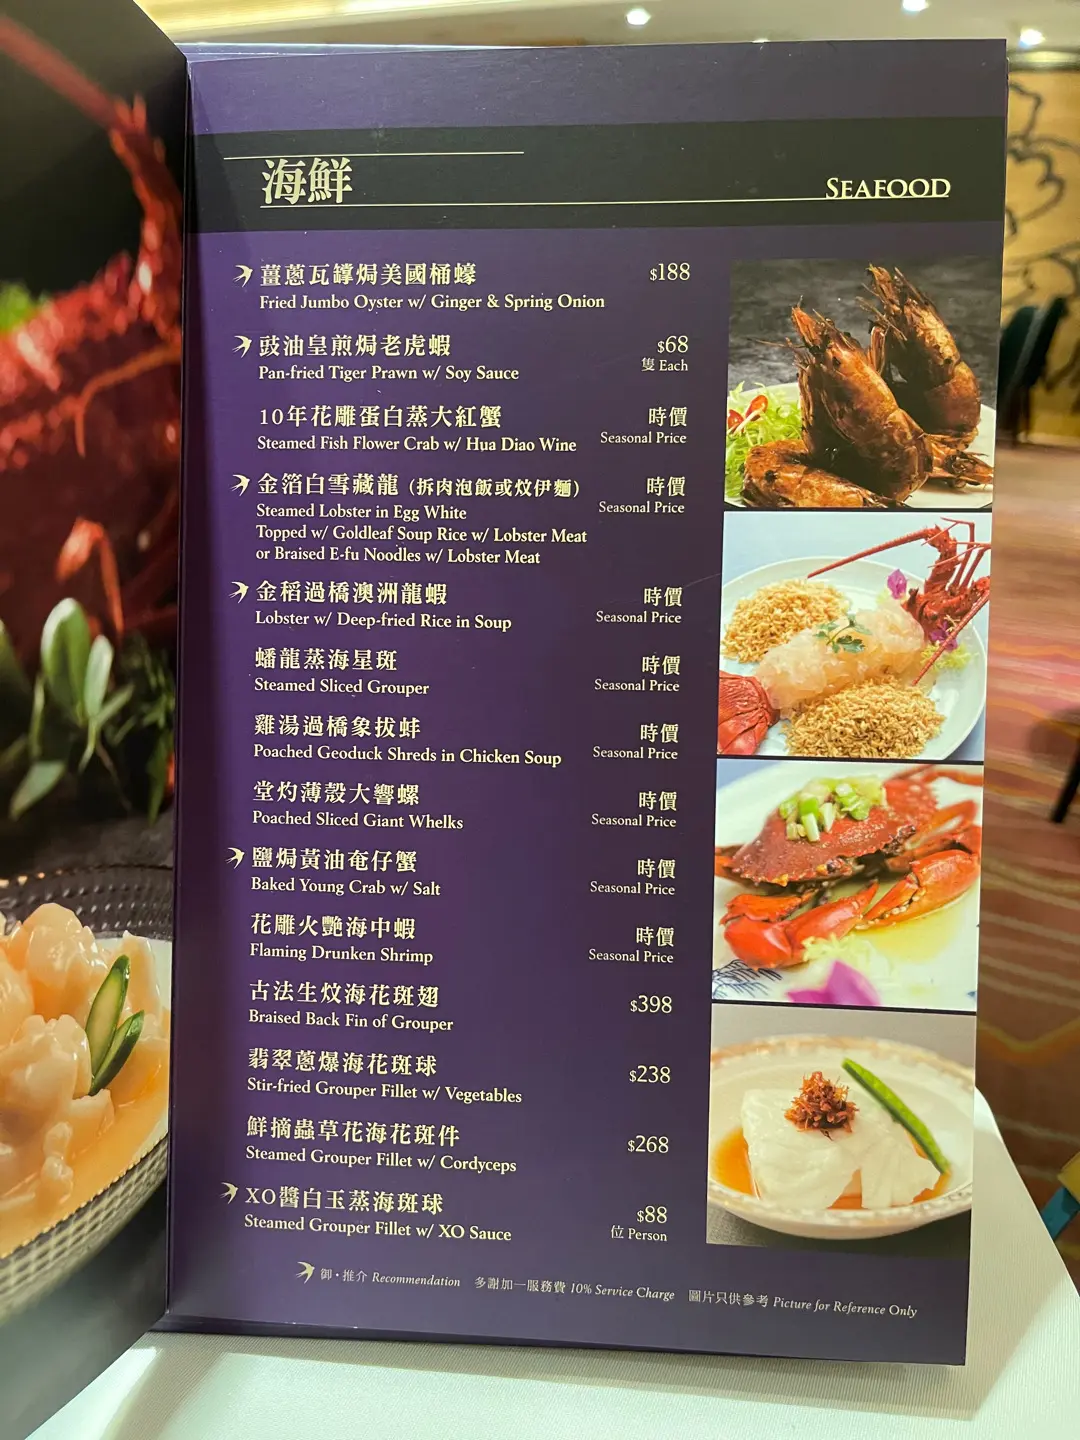 海鮮
SEAFOOD
薑蔥瓦罉焗美國桶蠔 $188
Fried Jumbo Oyster w/ Ginger & Spring Onion
豉油皇煎焗老虎蝦 $68
Pan-fried Tiger Prawn w/ Soy Sauce 隻 Each
10年花雕蛋白蒸大紅蟹 時價
Steamed Fish Flower Crab w/ Hua Diao Wine Seasonal Price
金箔白雪藏龍 (拆肉泡飯或炆伊麵) 時價
Steamed Lobster in Egg White Seasonal Price
Topped w/ Goldleaf Soup Rice w/ Lobster Meat
or Braised E-fu Noodles w/ Lobster Meat
金稻過橋澳洲龍蝦 時價
Lobster w/ Deep-fried Rice in Soup Seasonal Price
蟠龍蒸海星斑 時價
Steamed Sliced Grouper Seasonal Price
雞湯過橋象拔蚌 時價
Poached Geoduck Shreds in Chicken Soup Seasonal Price
堂灼薄殼大響螺 時價
Poached Sliced Giant Whelks Seasonal Price
鹽焗黃油奄仔蟹 時價
Baked Young Crab w/ Salt Seasonal Price
花雕火艷海中蝦 時價
Flaming Drunken Shrimp Seasonal Price
古法生炆海花斑翅 $398
Braised Back Fin of Grouper
翡翠蔥爆海花斑球 $238
Stir-fried Grouper Fillet w/ Vegetables
鮮摘蟲草花海花斑件 $268
Steamed Grouper Fillet w/ Cordyceps
XO醬白玉蒸海斑球 $88
Steamed Grouper Fillet w/ XO Sauce 位 Person
御・推介 Recommendation 多謝加一服務費 10% Service Charge 圖片只供參考 Picture for Reference Only